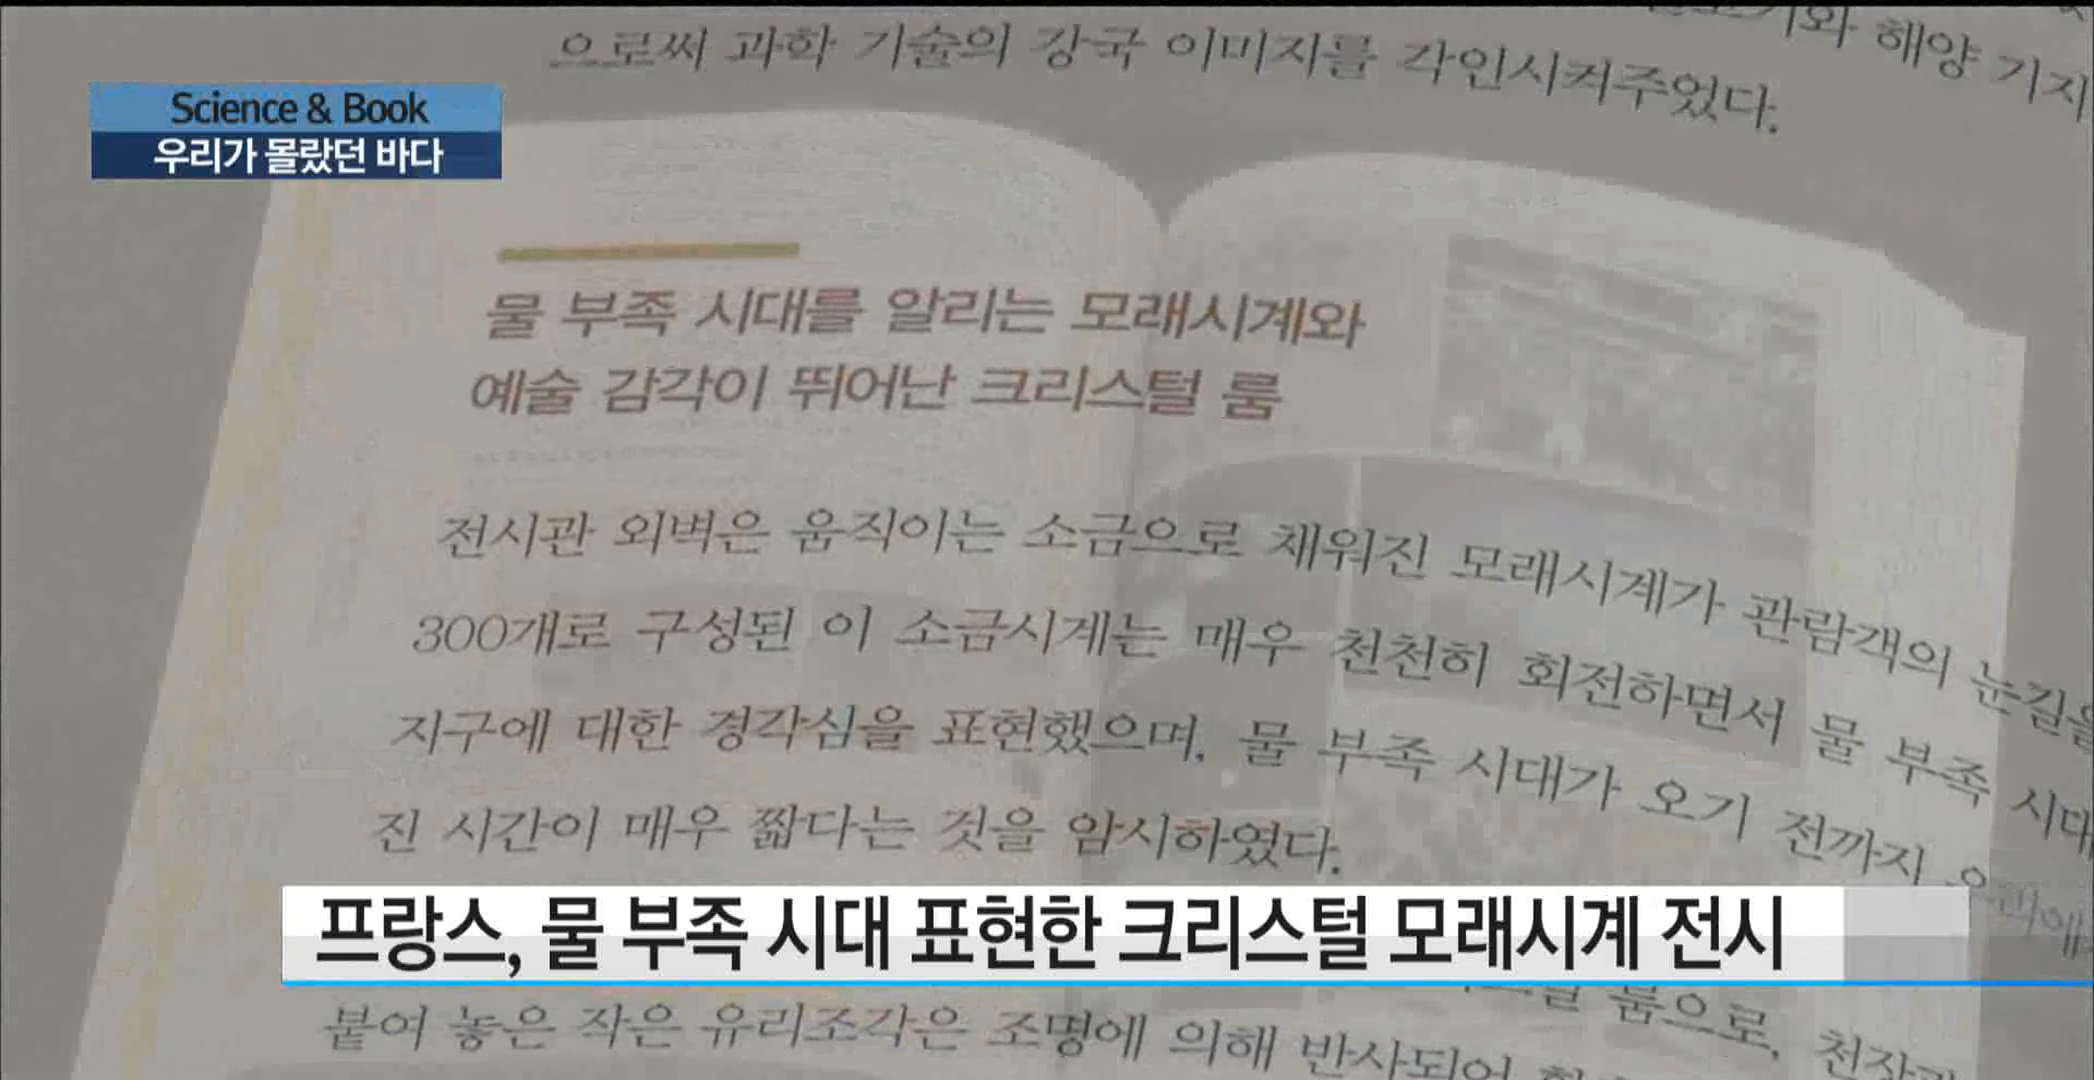 으로써 과학 기술의 강국 이미지를 각인시켜주었다.
해양 기지
Science & Book
우리가 몰랐던 바다
물 부족 시대를 알리는 모래시계와
예술 감각이 뛰어난 크리스털 룸
전시관 외벽은 움직이는 소금으로 채워진 모래시계가 관람객의 눈길을
300개로 구성된 이 소금시계는 매우 천천히 회전하면서 물 부족 시대
지구에 대한 경각심을 표현했으며, 물 부족 시대가 오기 전까지
진 시간이 매우 짧다는 것을 암시하였다.
프랑스, 물 부족 시대 표현한 크리스털 모래시계 전시
룸으로,
붙여 놓은 작은 유리조각은 조명에 의해 반사되어